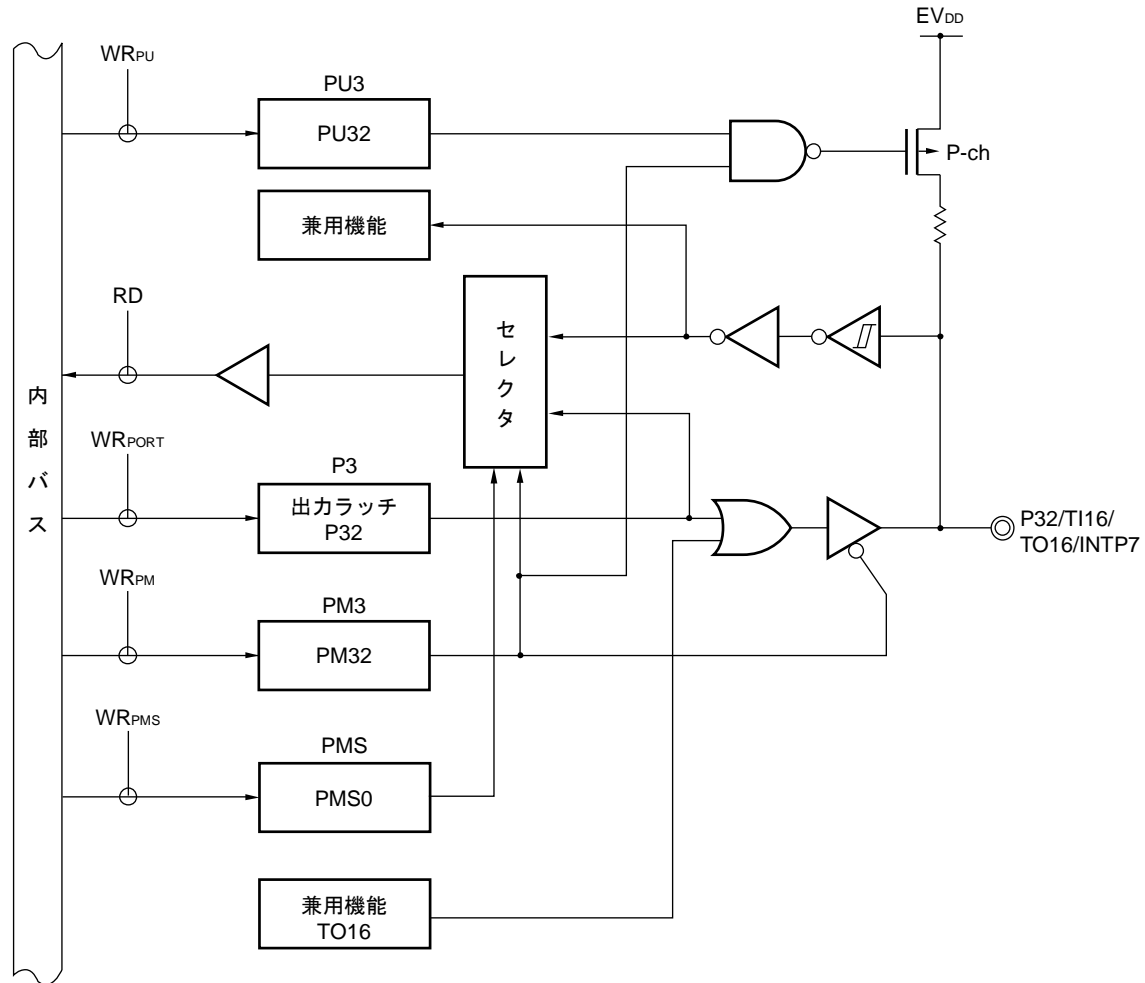 EVDD
WRPU
PU3
PU32
P-ch
兼用機能
RD
セレクタ
内部バス
WRPORT
P3
出力ラッチ
P32
P32/TI16/
TO16/INTP7
WRPM
PM3
PM32
WRPMS
PMS
PMS0
兼用機能
TO16